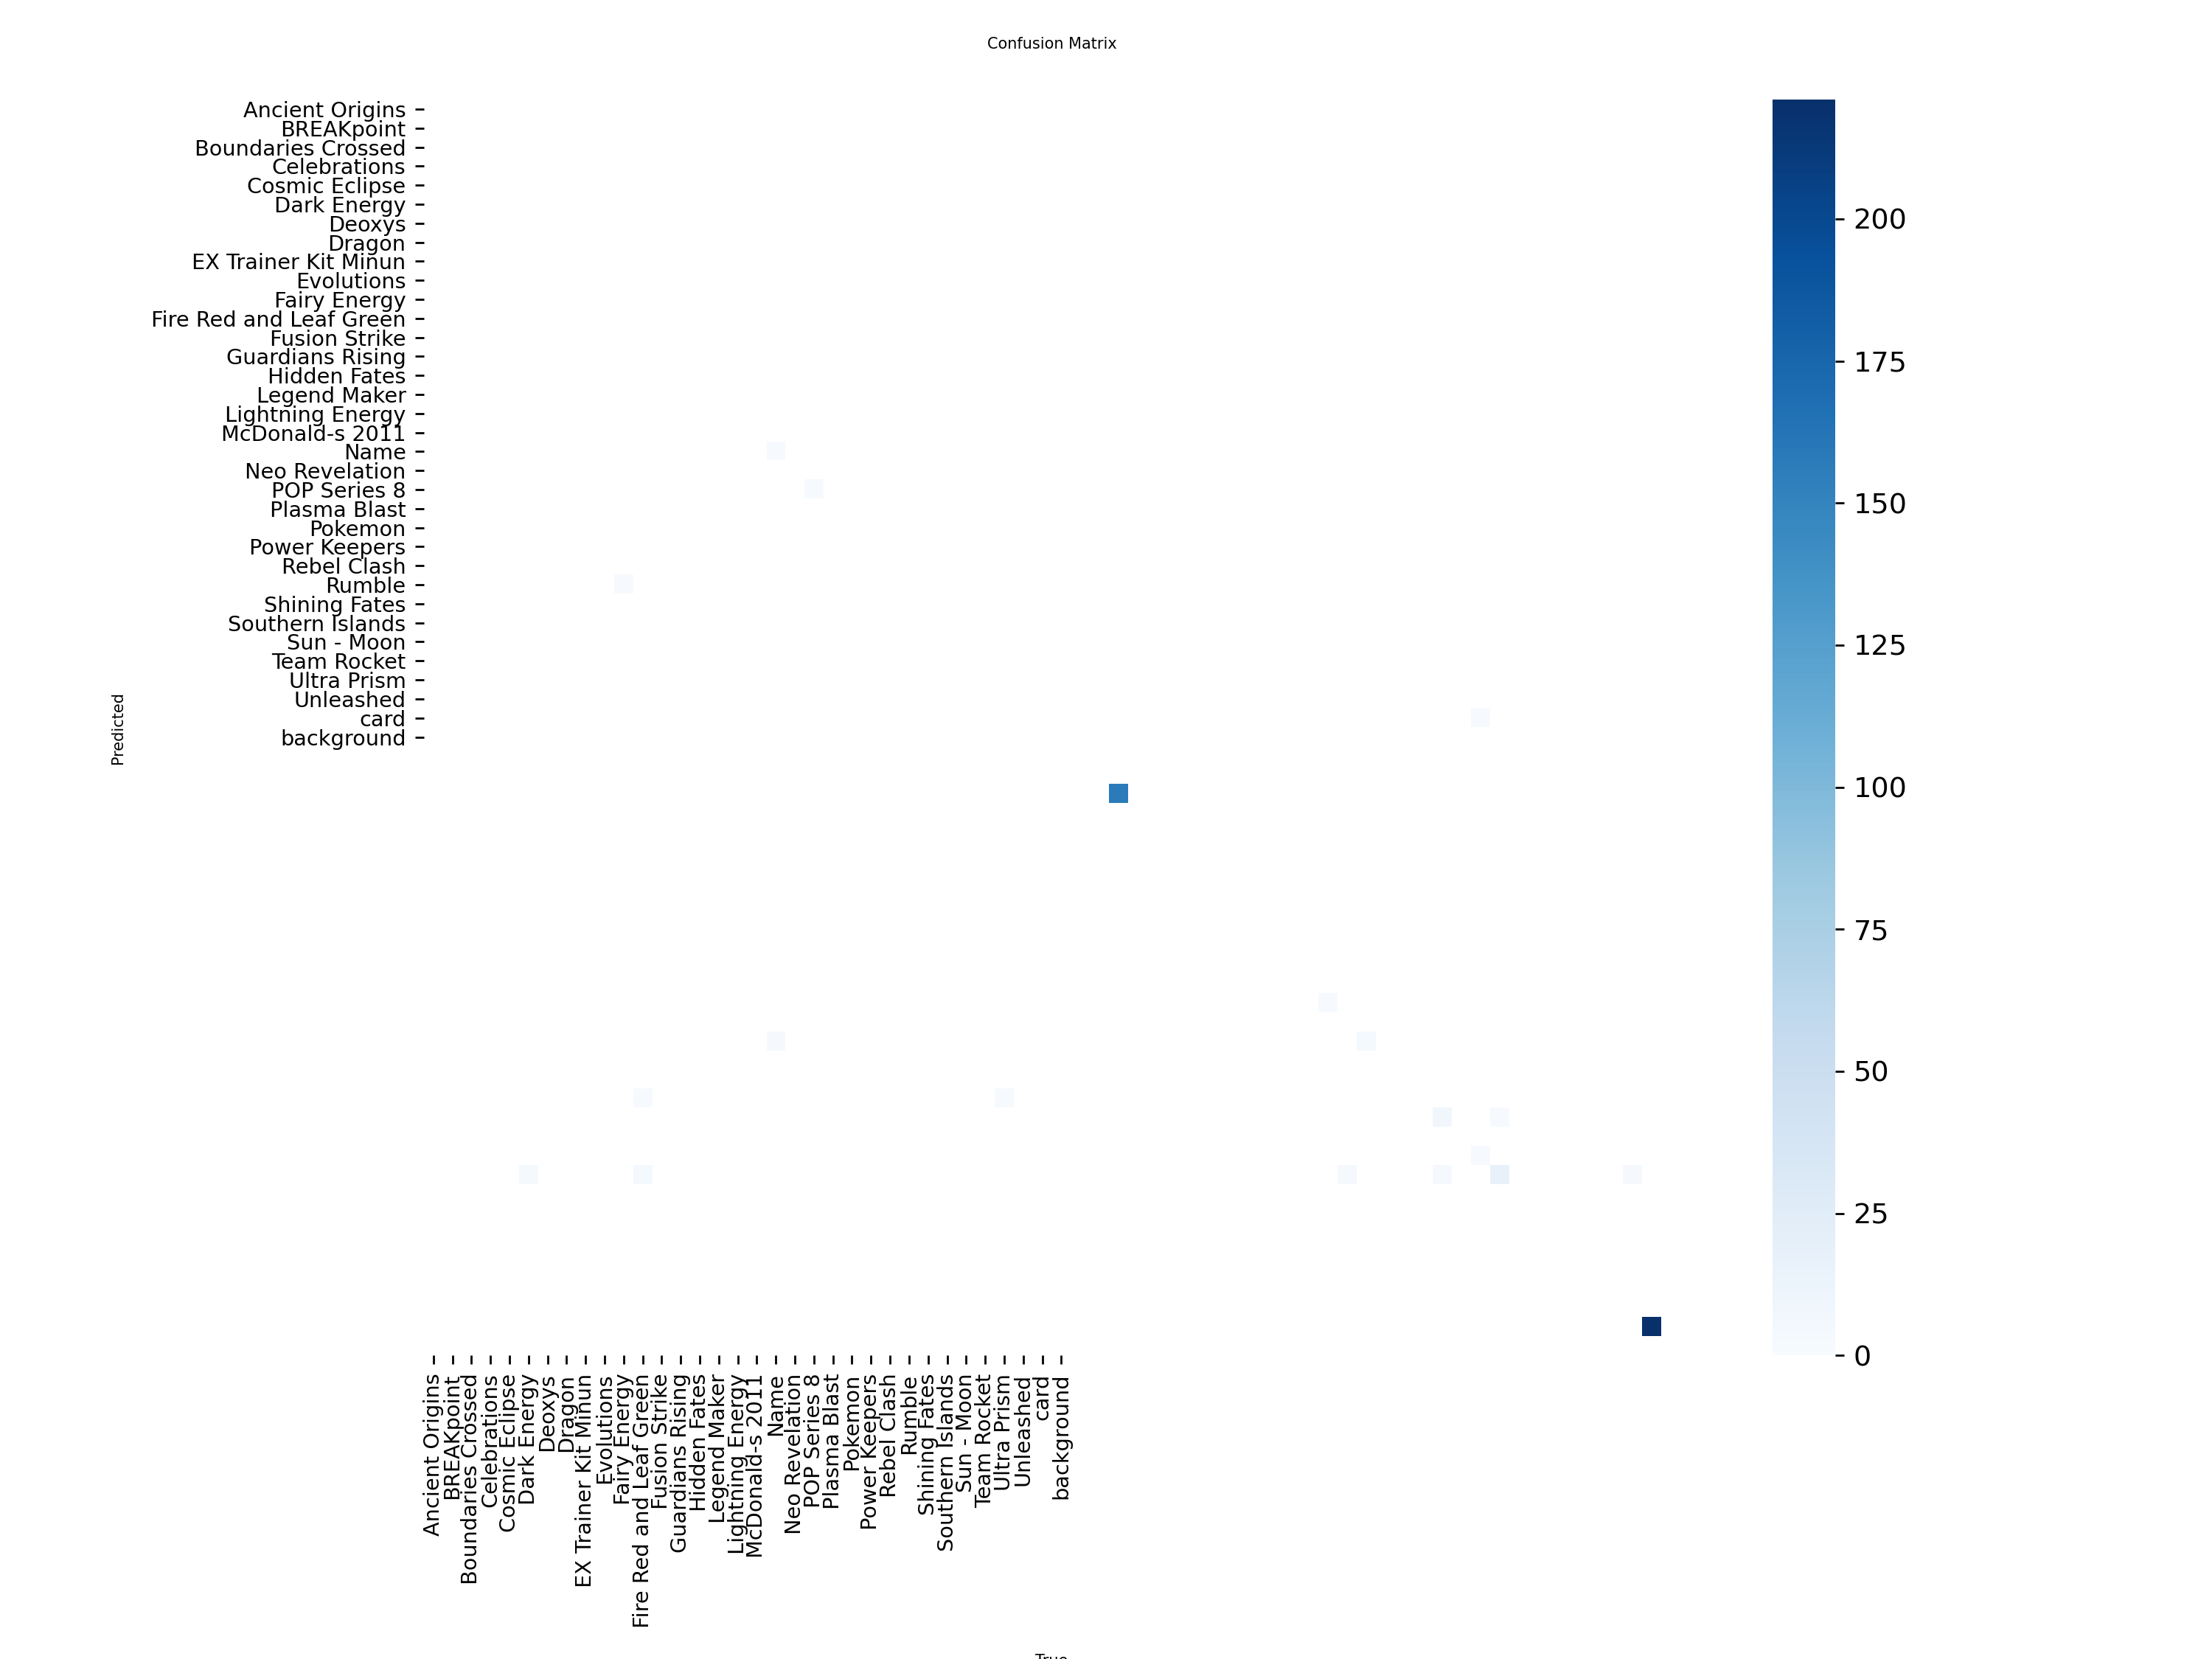 Confusion Matrix
Ancient Origins
BREAKpoint
Boundaries Crossed
Celebrations
Cosmic Eclipse
Dark Energy
Deoxys
Dragon
EX Trainer Kit Minun
Evolutions
Fairy Energy
Fire Red and Leaf Green
Fusion Strike
Guardians Rising
Hidden Fates
Legend Maker
Lightning Energy
McDonald-s 2011
Name
Neo Revelation
POP Series 8
Plasma Blast
Pokemon
Power Keepers
Rebel Clash
Rumble
Shining Fates
Southern Islands
Sun - Moon
Team Rocket
Ultra Prism
Unleashed
card
background
Predicted
200
175
150
125
100
75
50
25
0
Ancient Origins
BREAKpoint
Boundaries Crossed
Celebrations
Cosmic Eclipse
Dark Energy
Deoxys
Dragon
EX Trainer Kit Minun
Evolutions
Fairy Energy
Fire Red and Leaf Green
Fusion Strike
Guardians Rising
Hidden Fates
Legend Maker
Lightning Energy
McDonald-s 2011
Name
Neo Revelation
POP Series 8
Plasma Blast
Pokemon
Power Keepers
Rebel Clash
Rumble
Shining Fates
Southern Islands
Sun - Moon
Team Rocket
Ultra Prism
Unleashed
card
background
True